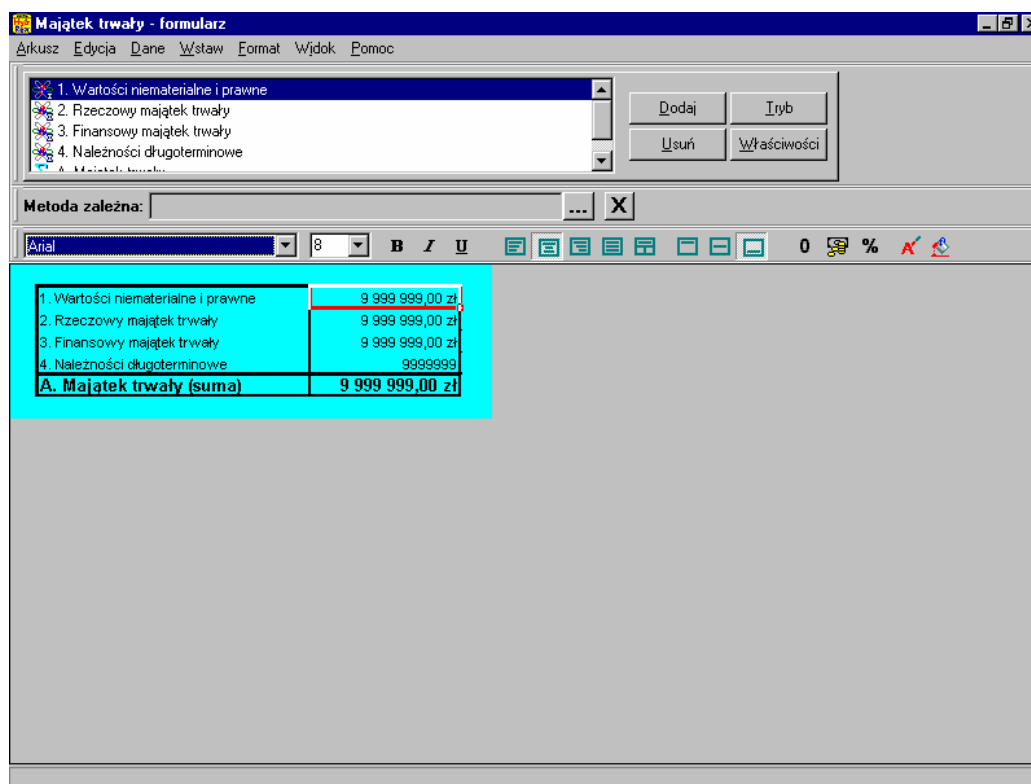 Majątek trwały - formularz
Arkusz Edycja Dane Wstaw Format Widok Pomoc
1. Wartości niematerialne i prawne
2. Rzeczowy majątek trwały
3. Finansowy majątek trwały
4. Należności długoterminowe
A. Majątek trwały
Dodaj Tryb
Usuń Właściwości
Metoda zależna: ... X
Arial 8 B I U 0 %
1. Wartości niematerialne i prawne 9 999 999,00 zł
2. Rzeczowy majątek trwały 9 999 999,00 zł
3. Finansowy majątek trwały 9 999 999,00 zł
4. Należności długoterminowe 9999999
A. Majątek trwały (suma) 9 999 999,00 zł